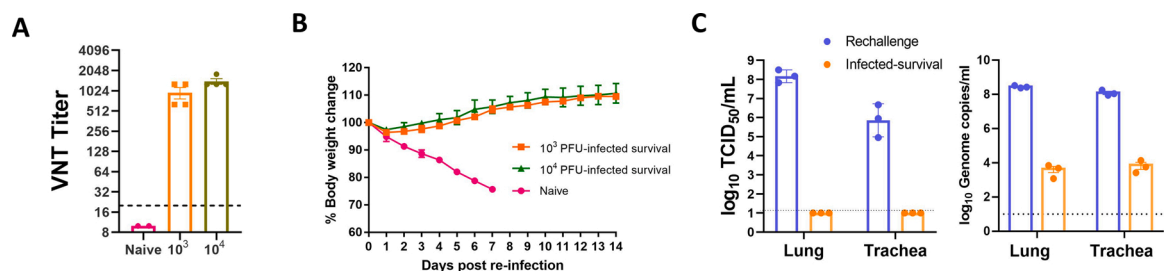 A
VNT Titer
4096
2048
1024
512
256
128
64
32
16
8
Naive 10³ 10⁴
B
% Body weight change
120
110
100
90
80
70
60
10³ PFU-infected survival
10⁴ PFU-infected survival
Naive
0 1 2 3 4 5 6 7 8 9 10 11 12 13 14
Days post re-infection
C
Rechallenge
Infected-survival
log₁₀ TCID₅₀/mL
9
8
7
6
5
4
3
2
1
0
Lung Trachea
log₁₀ Genome copies/ml
10
8
6
4
2
0
Lung Trachea